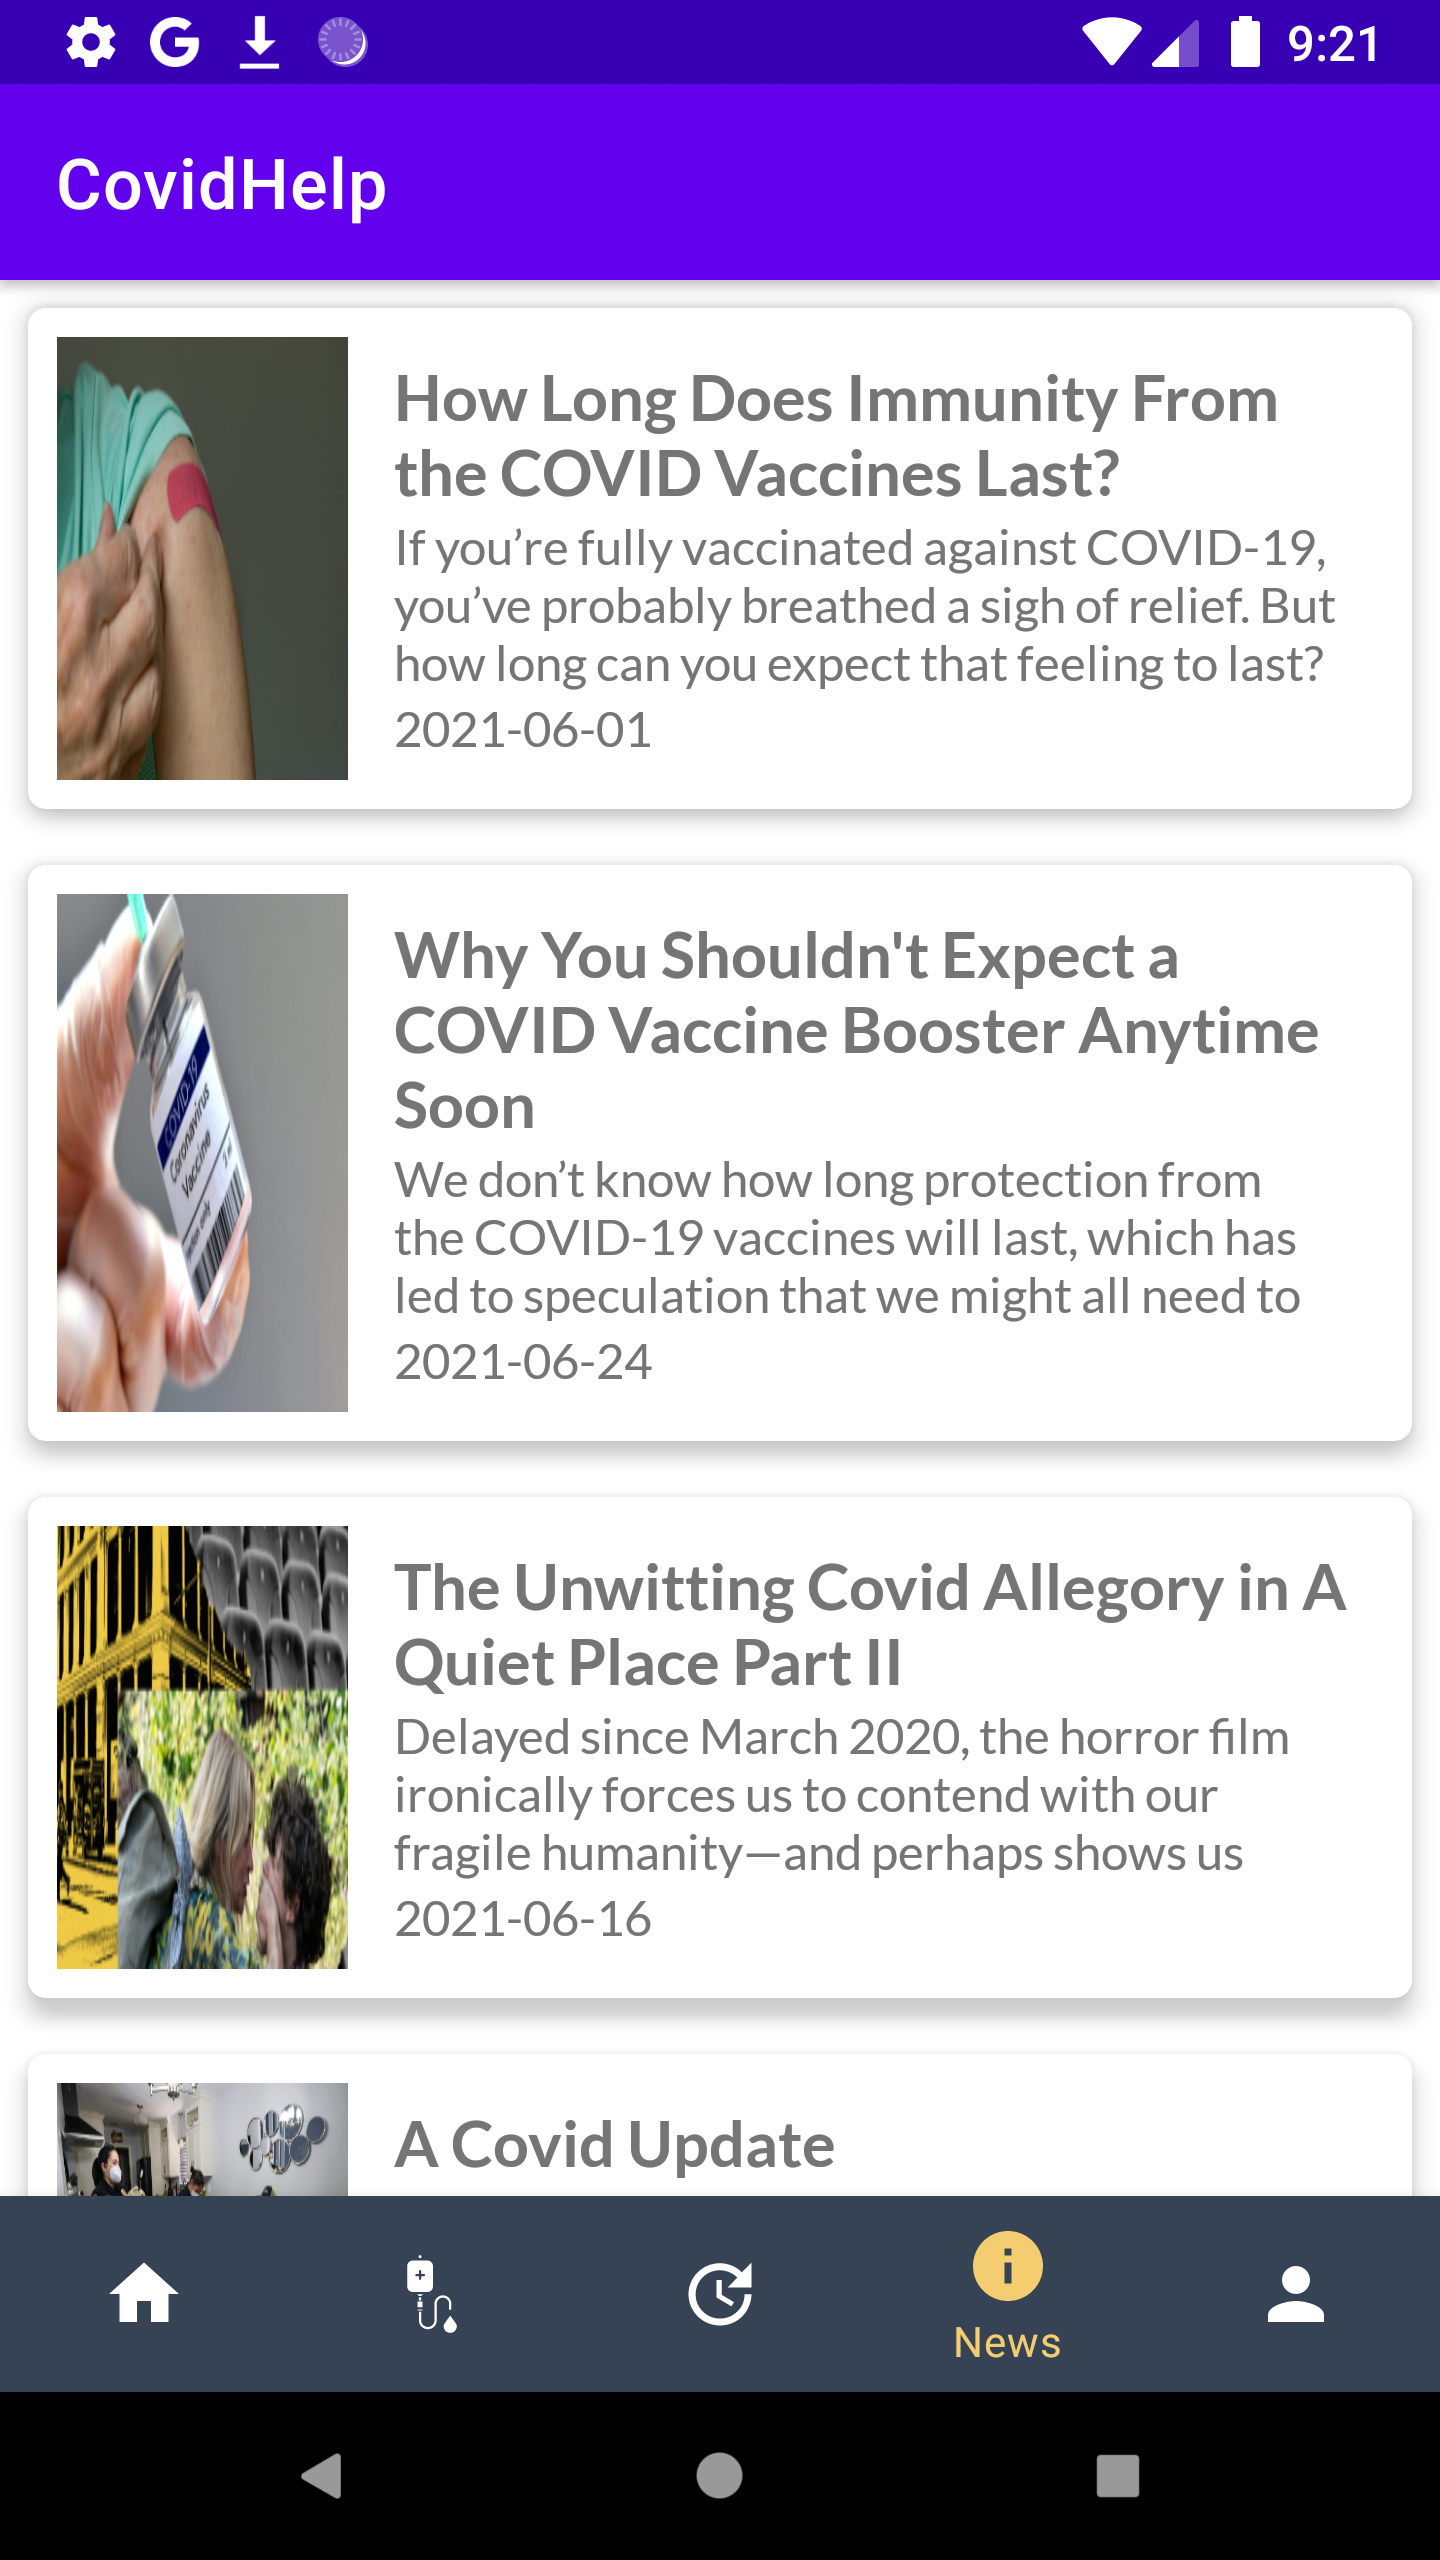 9:21
CovidHelp
How Long Does Immunity From
the COVID Vaccines Last?
If you’re fully vaccinated against COVID-19,
you’ve probably breathed a sigh of relief. But
how long can you expect that feeling to last?
2021-06-01
COVID-19
Coronavirus
Vaccine
Why You Shouldn't Expect a
COVID Vaccine Booster Anytime
Soon
We don’t know how long protection from
the COVID-19 vaccines will last, which has
led to speculation that we might all need to
2021-06-24
The Unwitting Covid Allegory in A
Quiet Place Part II
Delayed since March 2020, the horror film
ironically forces us to contend with our
fragile humanity—and perhaps shows us
2021-06-16
A Covid Update
News